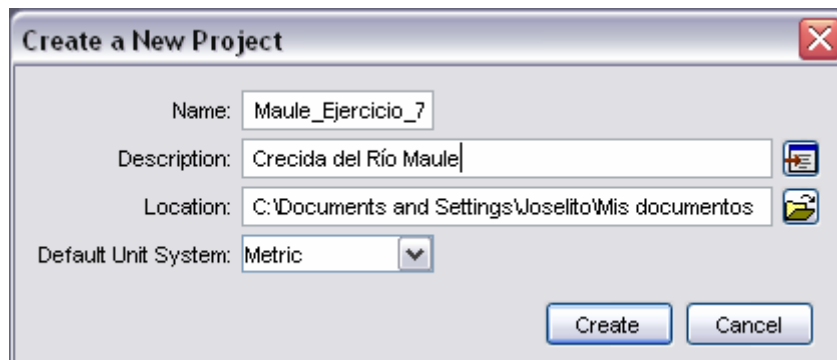 Create a New Project
Name: Maule_Ejercicio_7
Description: Crecida del Río Maule
Location: C:\Documents and Settings\Joselito\Mis documentos
Default Unit System: Metric
Create Cancel